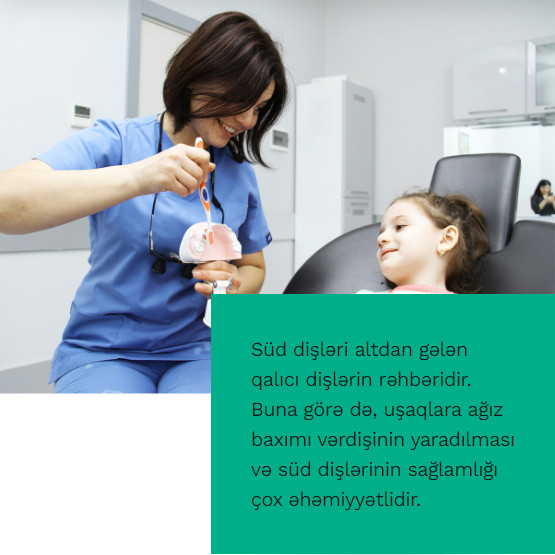 Süd dişləri altdan gələn
qalıcı dişlərin rəhbəridir.
Buna görə də, uşaqlara ağız
baxımı vərdişinin yaradılması
və süd dişlərinin sağlamlığı
çox əhəmiyyətlidir.